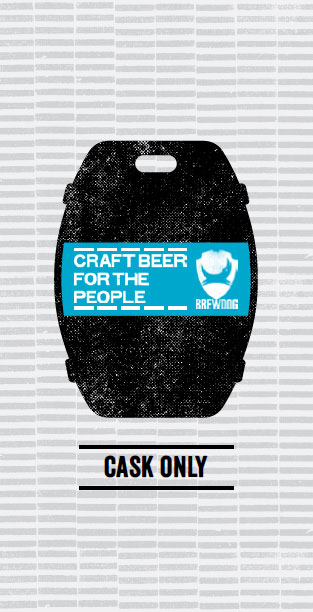 CRAFT BEER
FOR THE
PEOPLE
BREWDOG
CASK ONLY